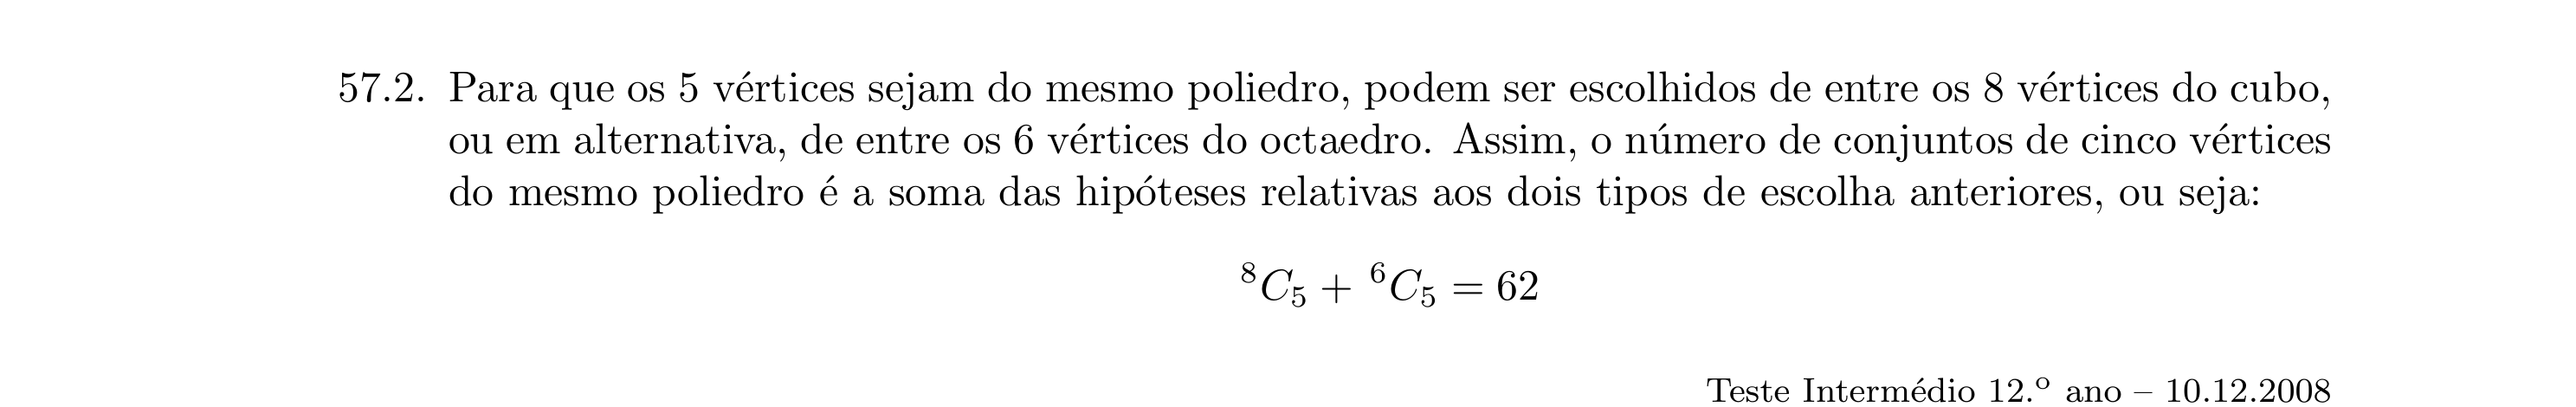 57.2. Para que os 5 vértices sejam do mesmo poliedro, podem ser escolhidos de entre os 8 vértices do cubo,
ou em alternativa, de entre os 6 vértices do octaedro. Assim, o número de conjuntos de cinco vértices
do mesmo poliedro é a soma das hipóteses relativas aos dois tipos de escolha anteriores, ou seja:
⁸C₅ + ⁶C₅ = 62
Teste Intermédio 12.º ano – 10.12.2008